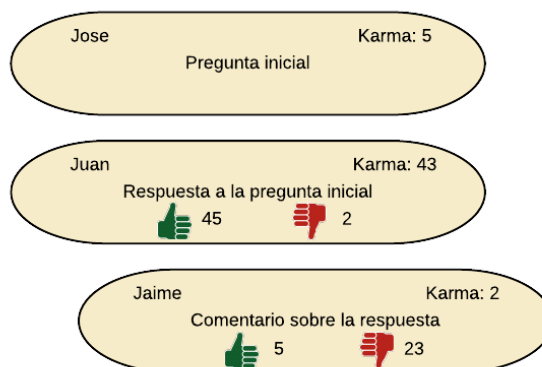 Jose Karma: 5
Pregunta inicial
Juan Karma: 43
Respuesta a la pregunta inicial
45 2
Jaime Karma: 2
Comentario sobre la respuesta
5 23